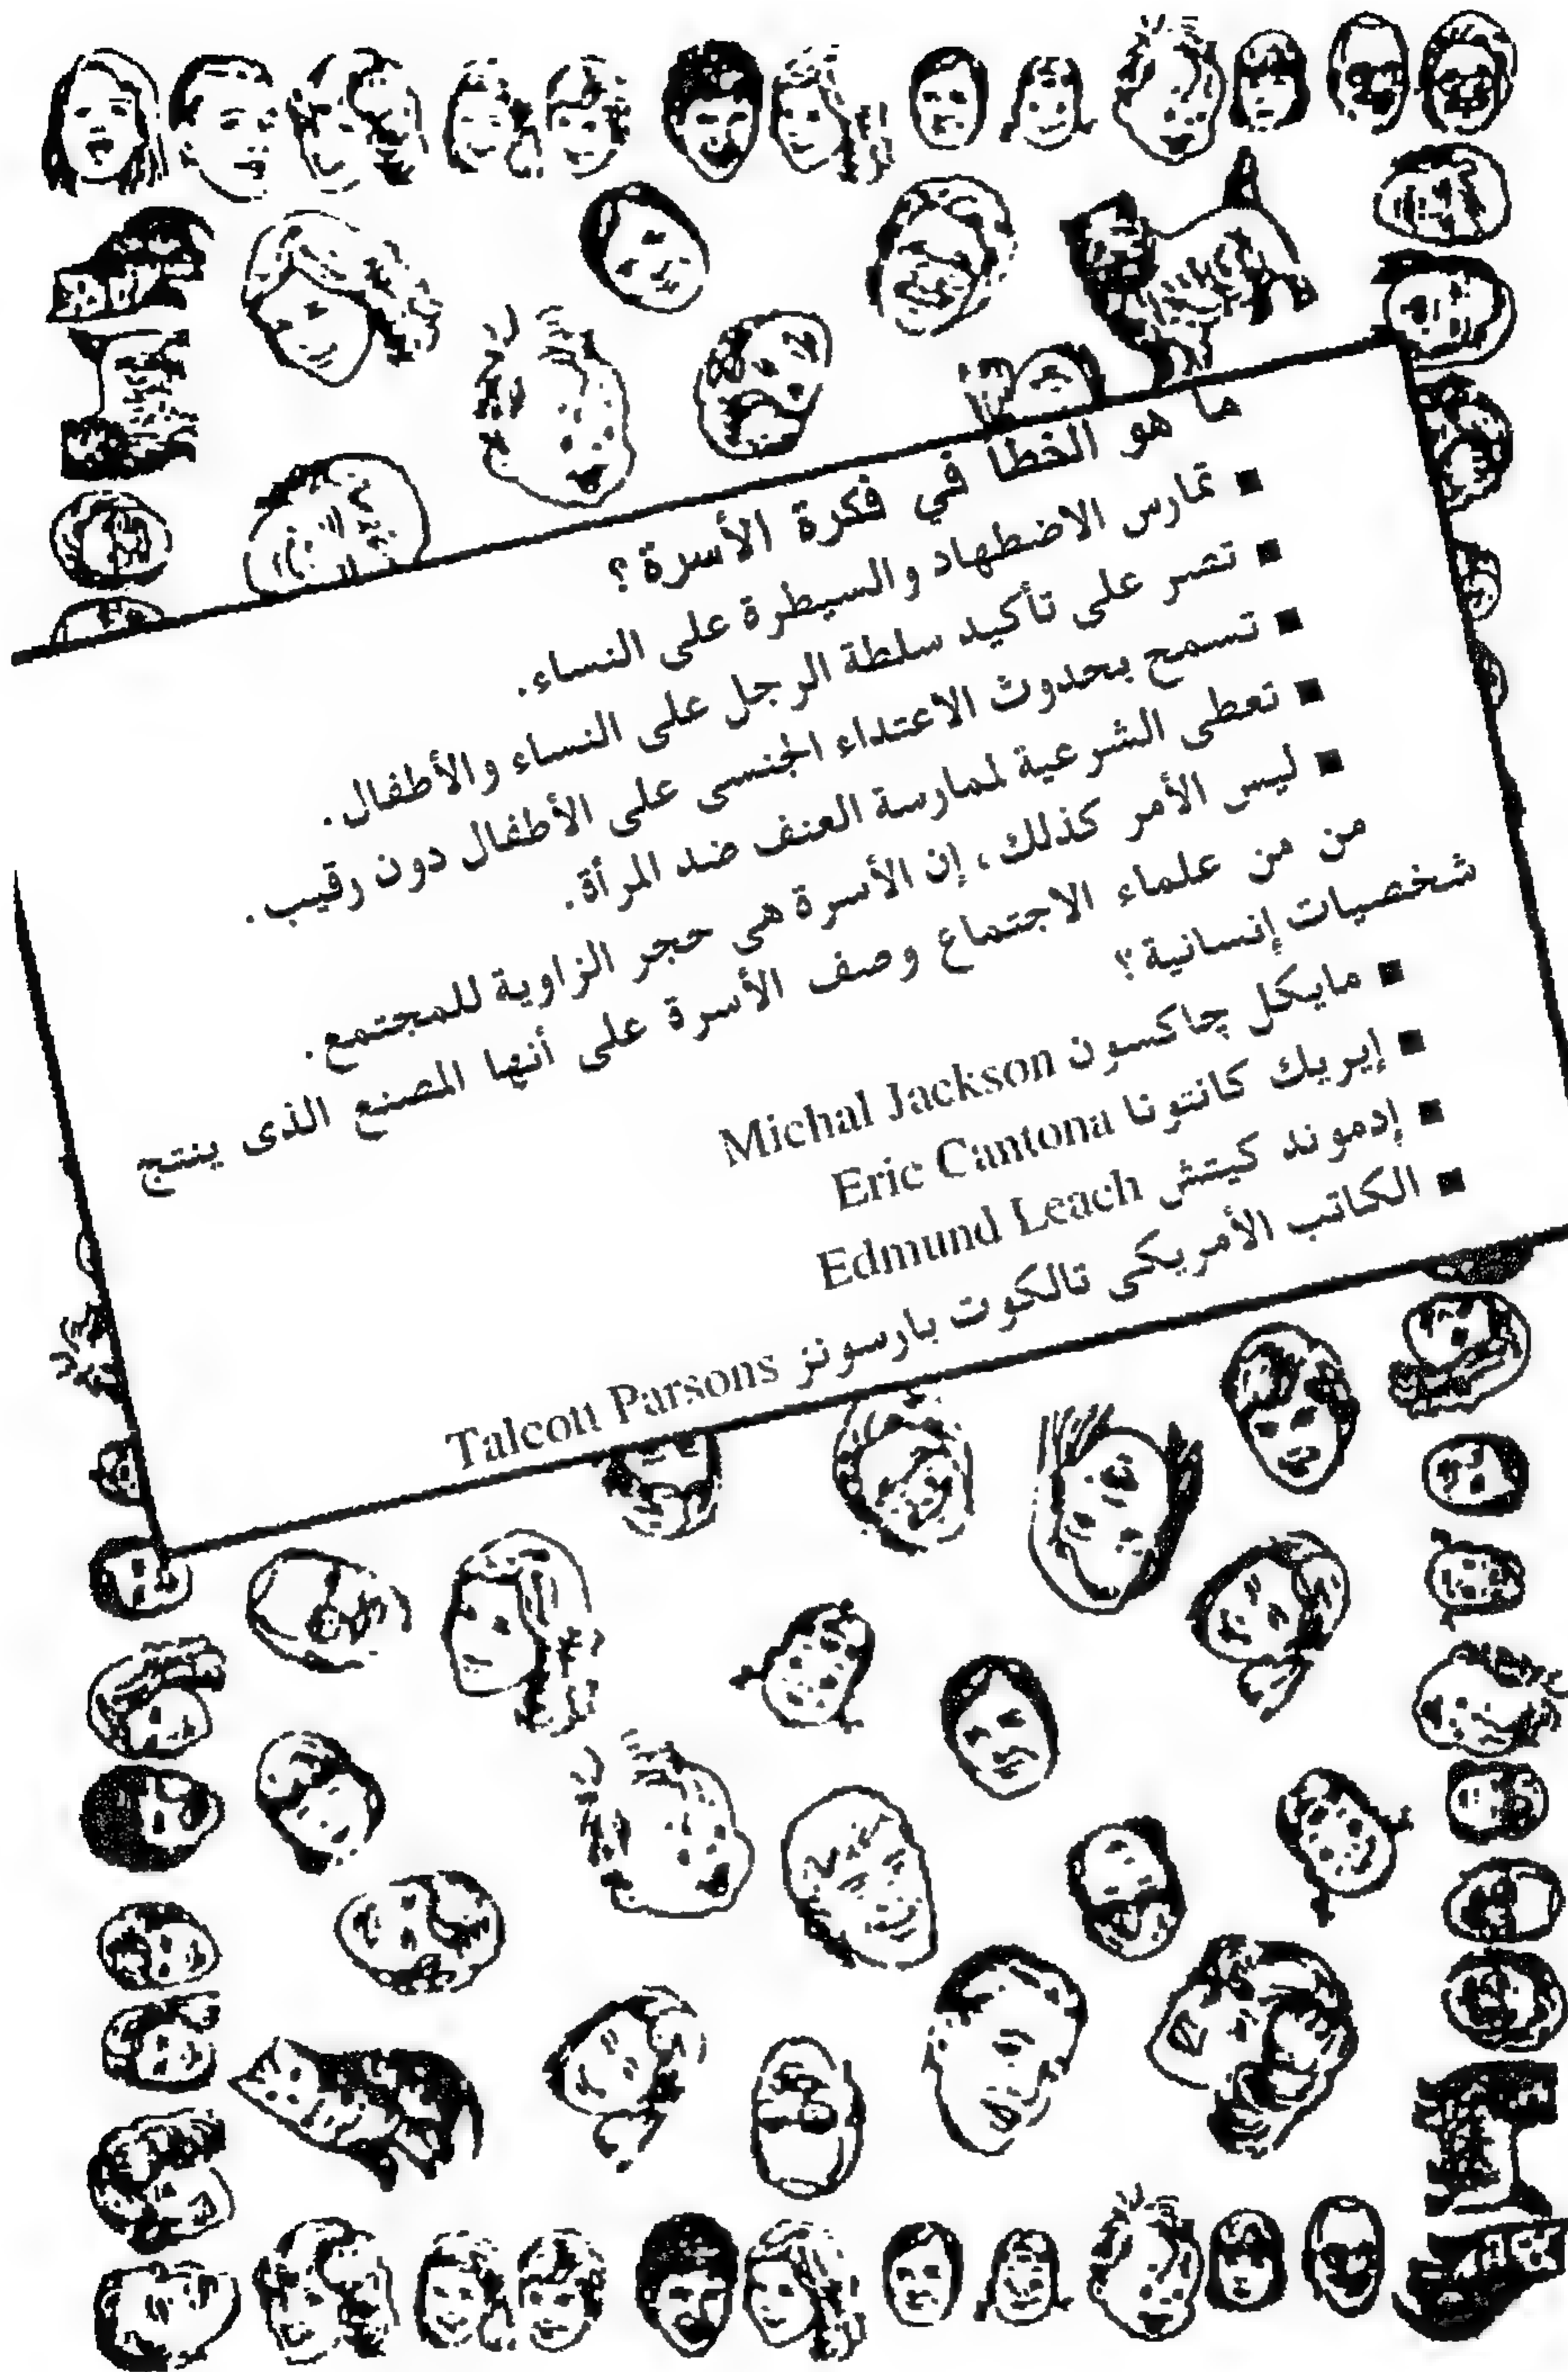 ما هو الخطأ في فكرة الأسرة ؟
■ تمارس الاضطهاد والسيطرة على النساء.
■ تصر على تأكيد سلطة الرجل على النساء والأطفال.
■ تسمح بحدوث الاعتداء الجنسى على الأطفال دون رقيب.
■ تعطى الشرعية لممارسة العنف ضد المرأة.
■ ليس الأمر كذلك، إن الأسرة هى حجر الزاوية للمجتمع.
من من علماء الاجتماع وصف الأسرة على أنها المصنع الذى ينتج
شخصيات إنسانية؟
■ مايكل چاكسون Michal Jackson
■ إيريك كانتونا Eric Cantona
■ إدموند كيتش Edmund Leach
■ الكاتب الأمريكى تالكوت بارسونز Talcott Parsons